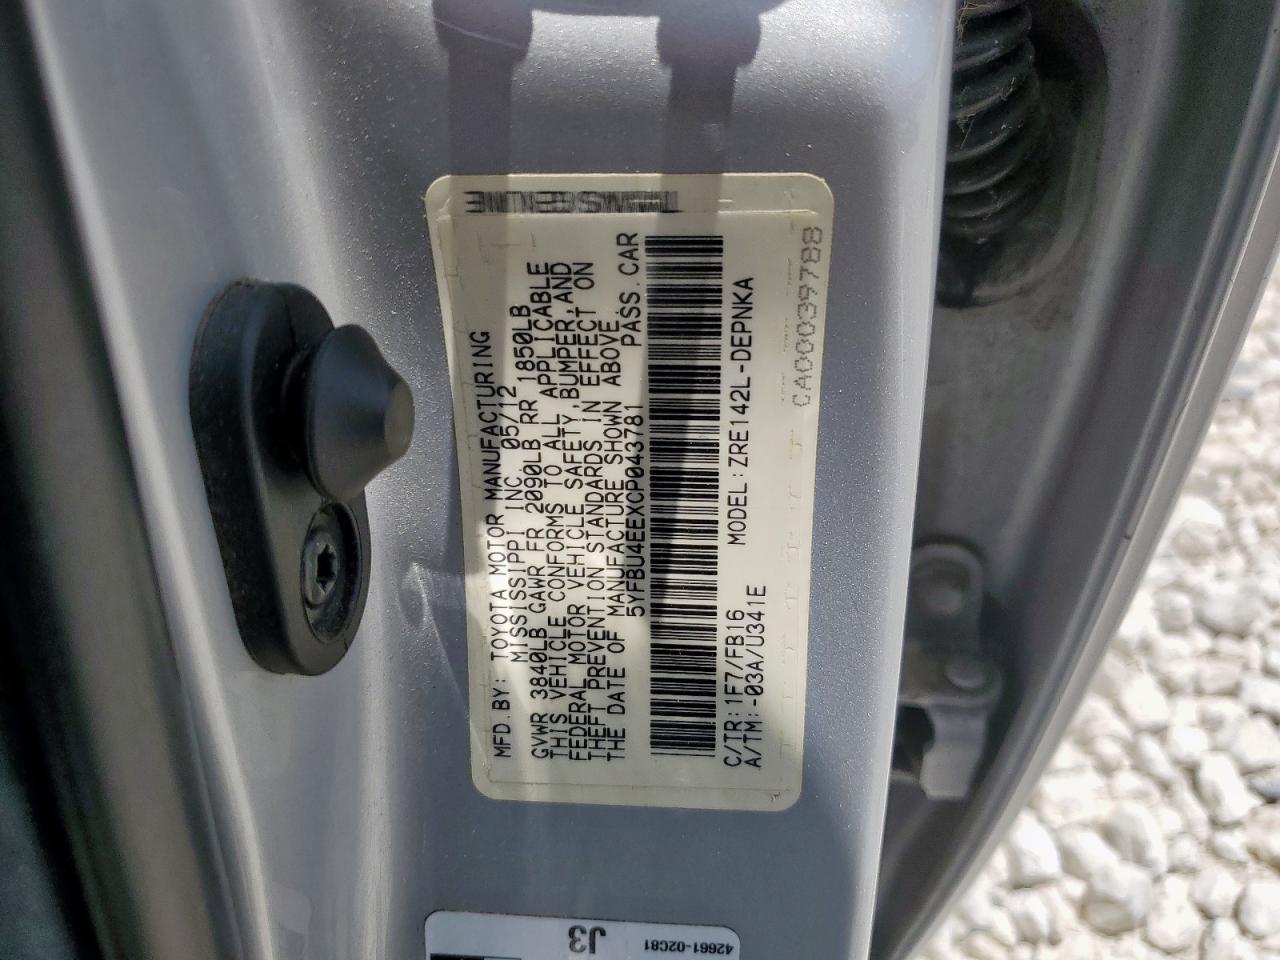 MFD.BY: TOYOTA MOTOR MANUFACTURING
MISSISSIPPI INC 05/12
GVWR 3840LB GAWR FR 2090LB RR 1850LB
THIS VEHICLE CONFORMS TO ALL APPLICABLE
FEDERAL MOTOR VEHICLE SAFETY,BUMPER,AND
THEFT PREVENTION STANDARDS IN EFFECT ON
THE DATE OF MANUFACTURE SHOWN ABOVE
5YFBU4EEXCP043781 PASS.CAR
C/TR:1F7/FB16 MODEL:ZRE142L-DEPNKA
A/TM:-03A/U341E
CA00039788
J3
42661-02C81